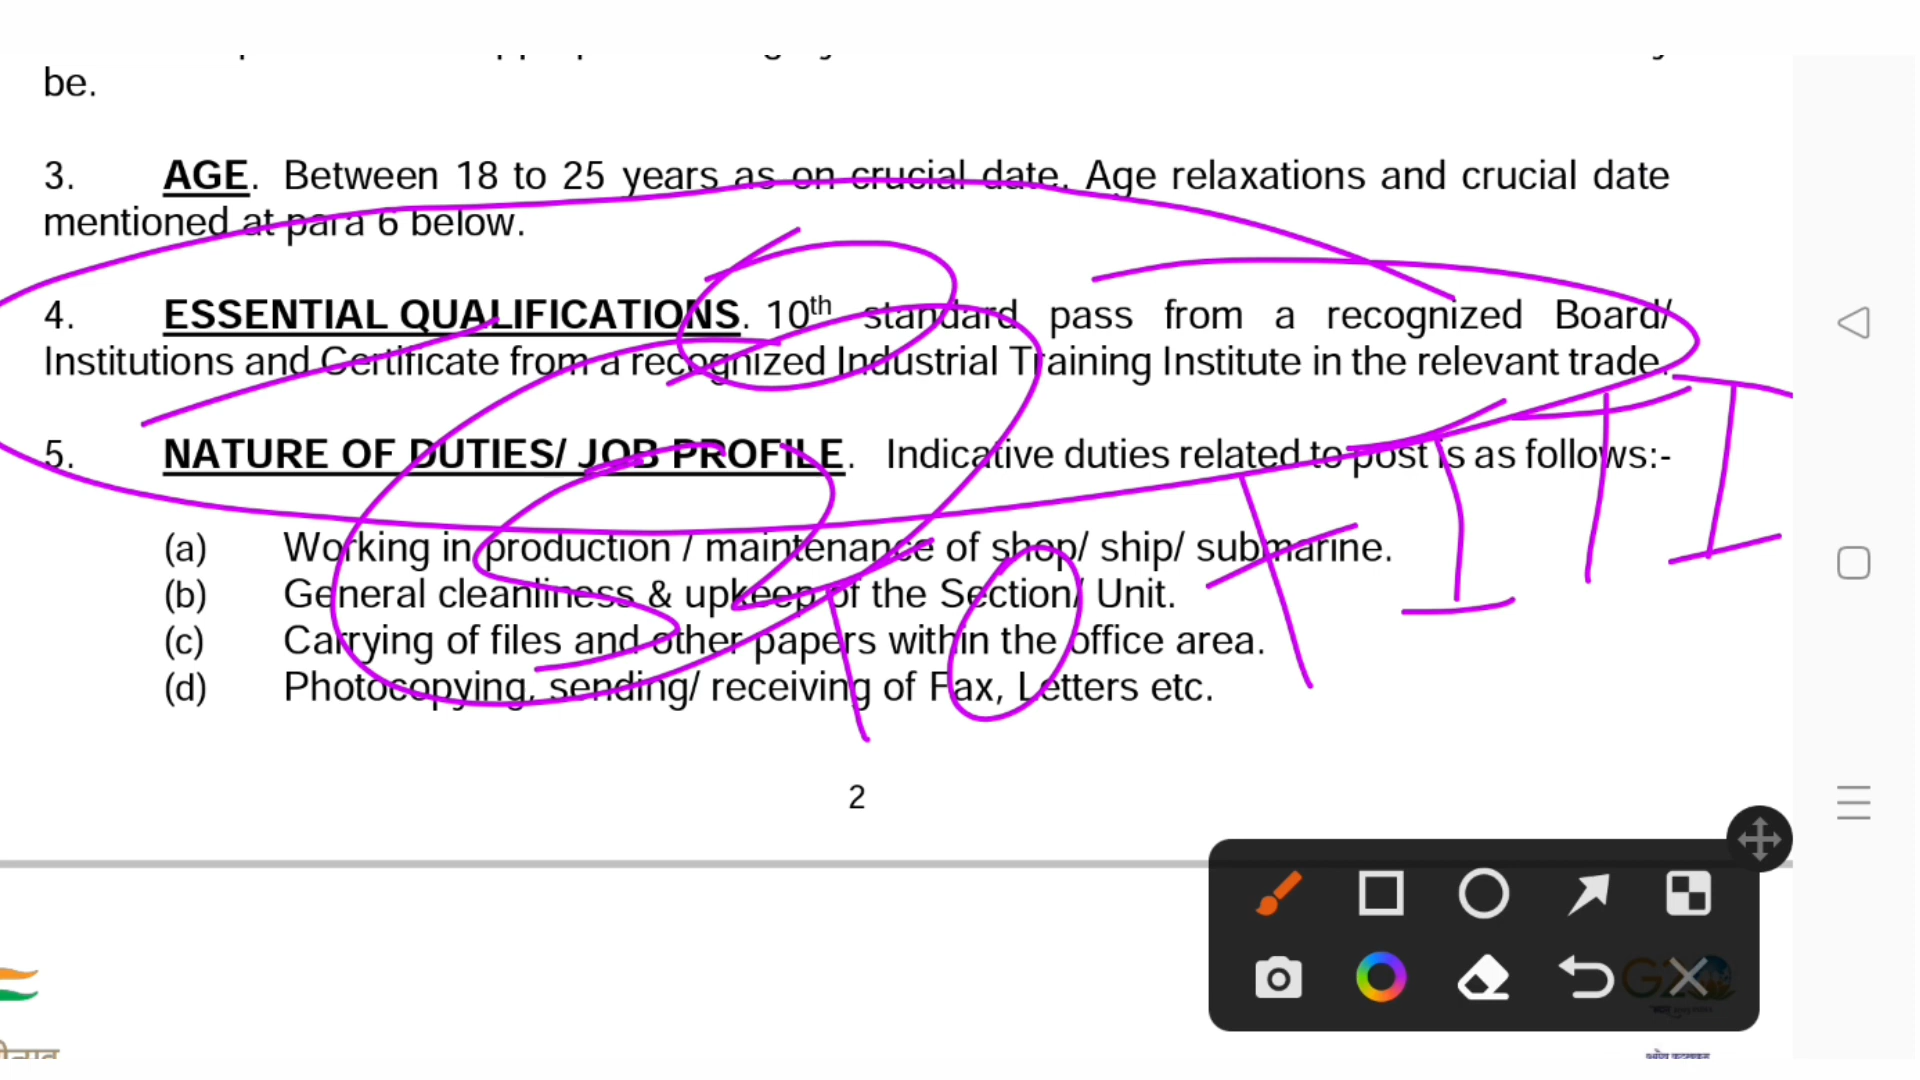 be.
3. AGE. Between 18 to 25 years as on crucial date. Age relaxations and crucial date
mentioned at para 6 below.
4. ESSENTIAL QUALIFICATIONS. 10th standard pass from a recognized Board/
Institutions and Certificate from a recognized Industrial Training Institute in the relevant trade.
5. NATURE OF DUTIES/ JOB PROFILE. Indicative duties related to post is as follows:-
(a) Working in production / maintenance of shop/ ship/ submarine.
(b) General cleanliness & upkeep of the Section/ Unit.
(c) Carrying of files and other papers within the office area.
(d) Photocopying, sending/ receiving of Fax, Letters etc.
10 + ITI
2
G20